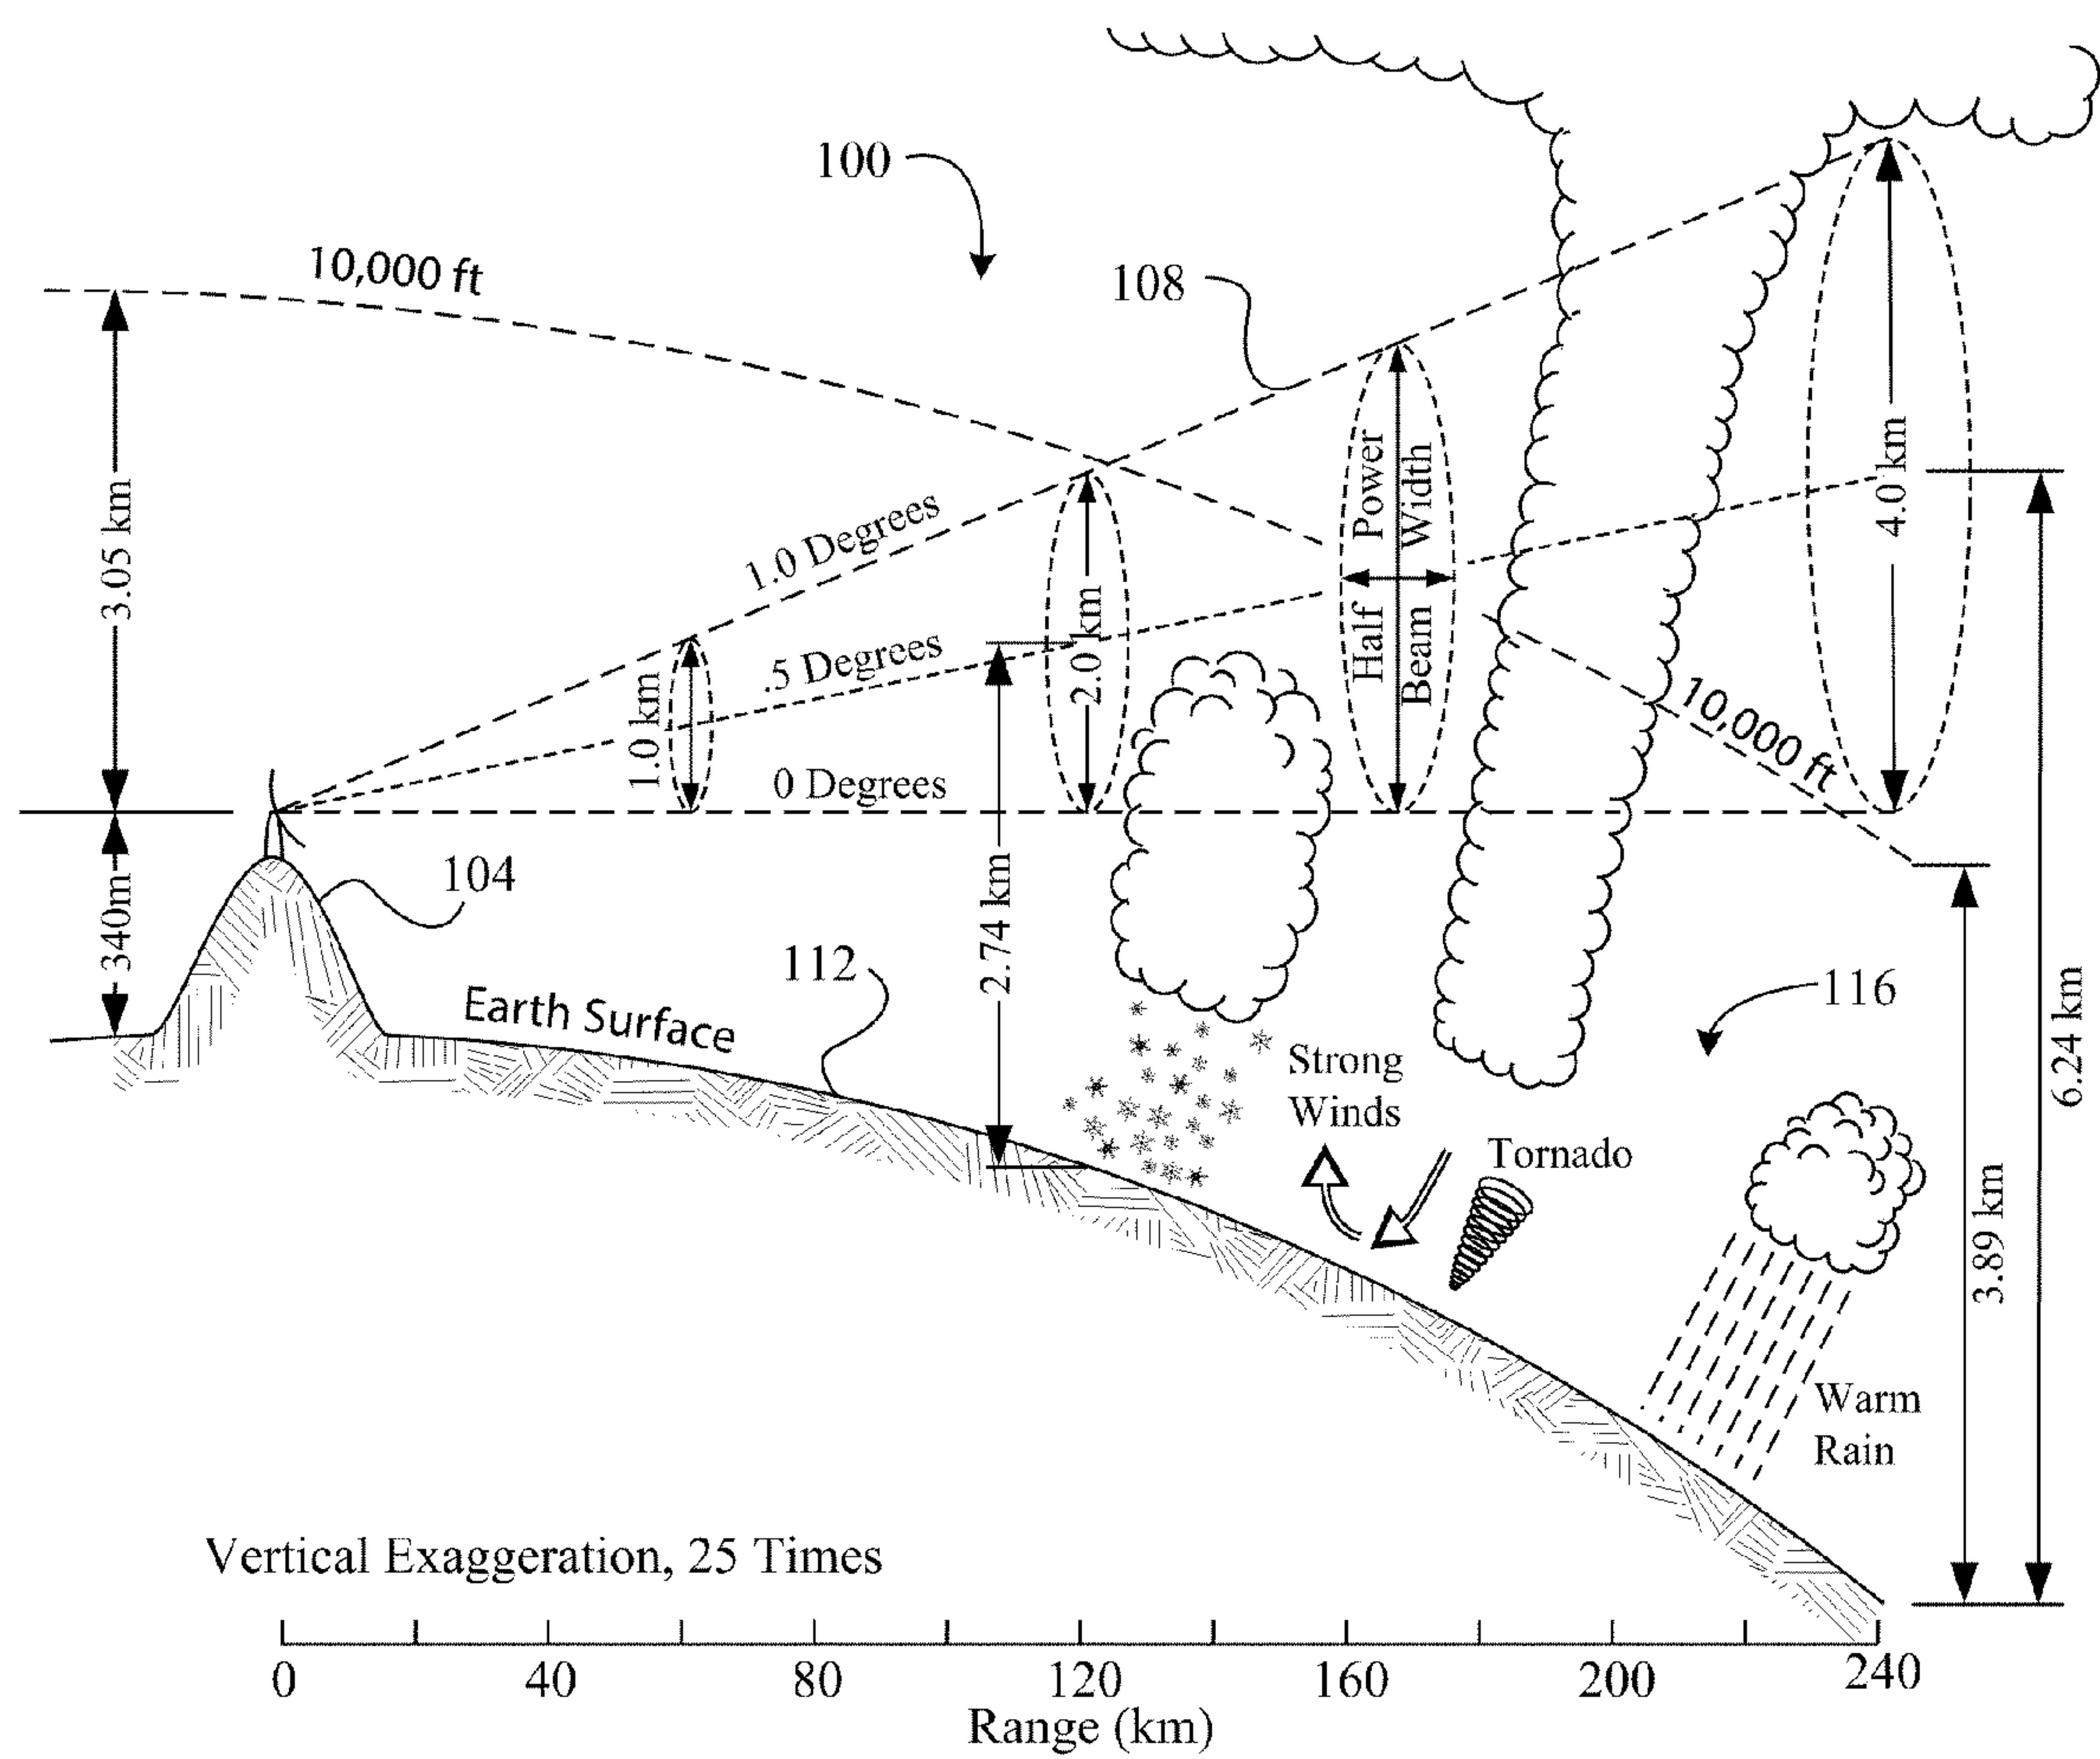 100
10,000 ft
108
3.05 km
1.0 Degrees
Half Power
Beam Width
4.0 km
.5 Degrees
2.0 km
1.0 km
0 Degrees
10,000 ft
340m
104
2.74 km
112
116
Earth Surface
Strong
Winds
6.24 km
Tornado
3.89 km
Warm
Rain
Vertical Exaggeration, 25 Times
0 40 80 120 160 200 240
Range (km)